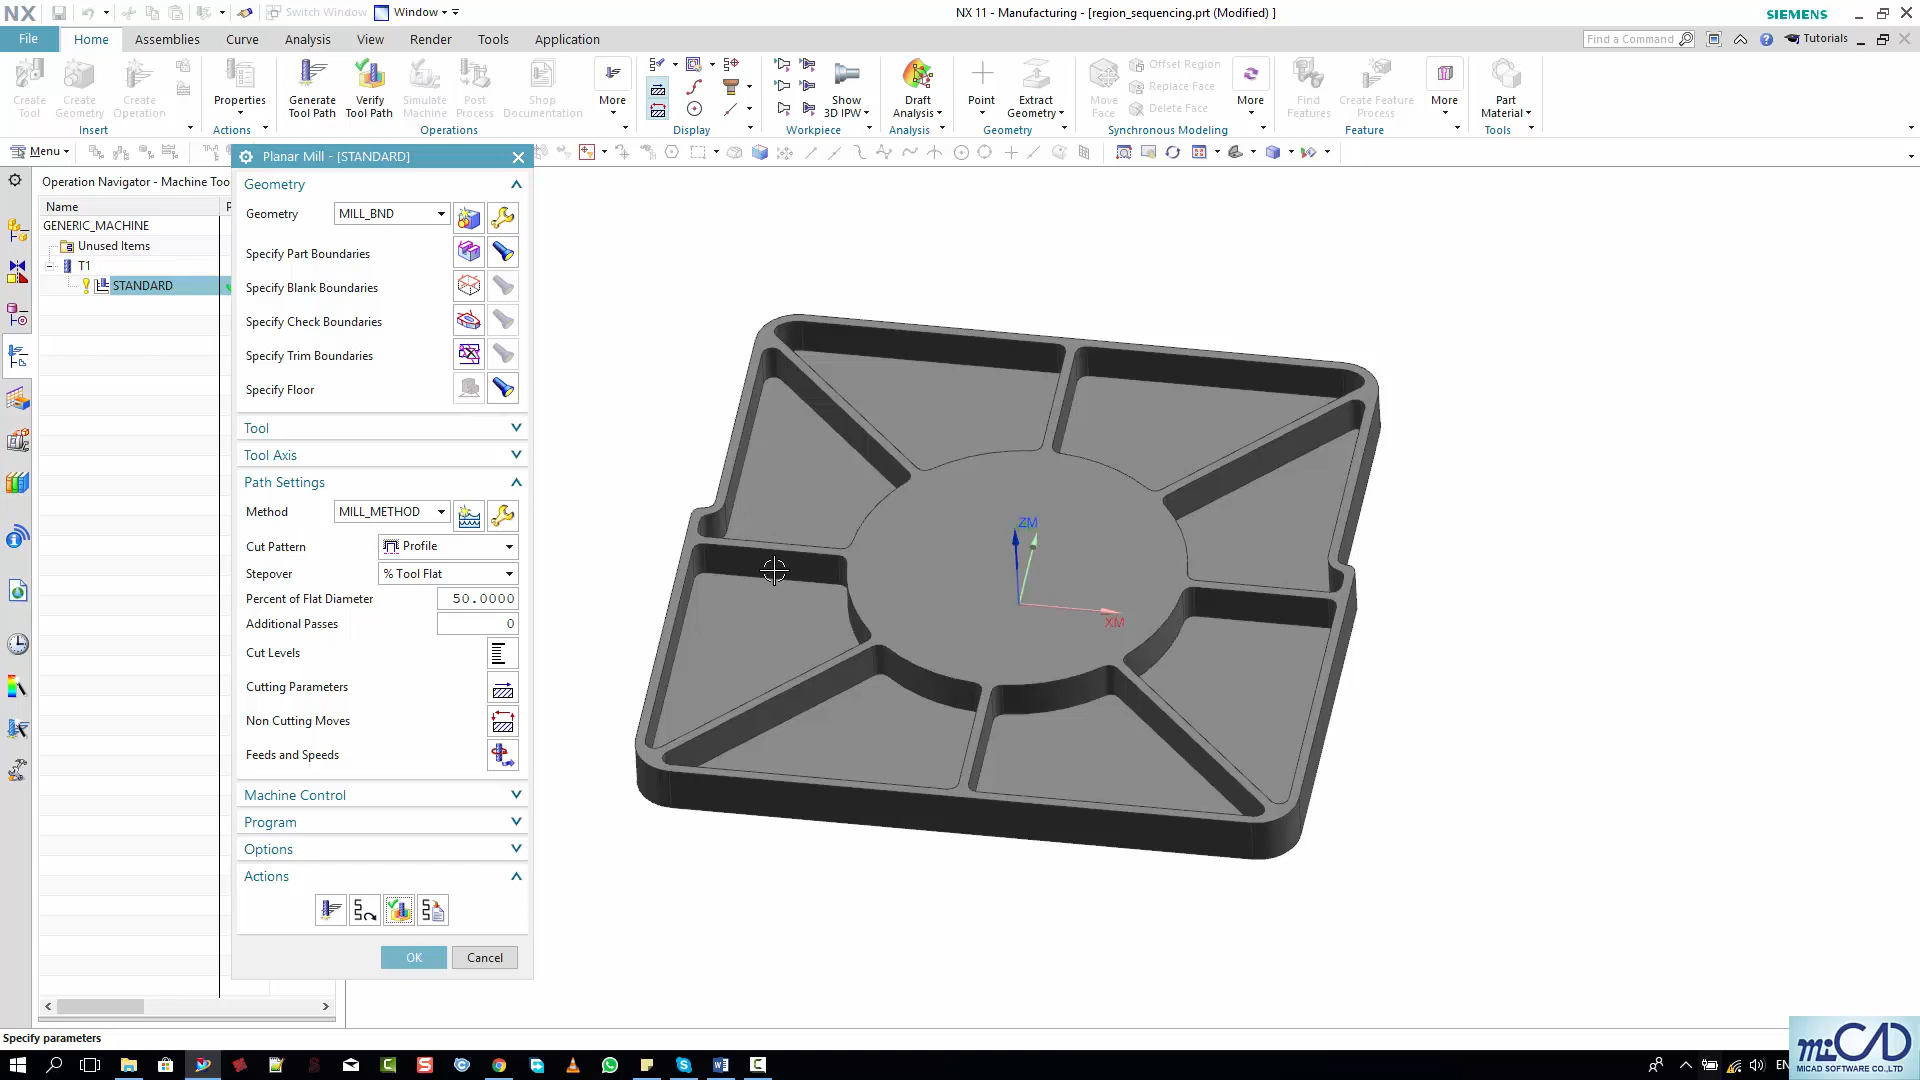 NX
Switch Window
Window
NX 11 - Manufacturing - [region_sequencing.prt (Modified) ]
SIEMENS
File
Home
Assemblies
Curve
Analysis
View
Render
Tools
Application
Find a Command
Tutorials
Create Tool
Create Geometry
Create Operation
Properties
Generate Tool Path
Verify Tool Path
Simulate Machine
Post Process
Shop Documentation
More
Show 3D IPW
Draft Analysis
Point
Extract Geometry
Move Face
Offset Region
Replace Face
Delete Face
More
Find Features
Create Feature Process
More
Part Material
Insert
Actions
Operations
Display
Workpiece
Analysis
Geometry
Synchronous Modeling
Feature
Tools
Menu
Operation Navigator - Machine Too
Name
P
GENERIC_MACHINE
Unused Items
T1
STANDARD
Planar Mill - [STANDARD]
Geometry
Geometry
MILL_BND
Specify Part Boundaries
Specify Blank Boundaries
Specify Check Boundaries
Specify Trim Boundaries
Specify Floor
Tool
Tool Axis
Path Settings
Method
MILL_METHOD
Cut Pattern
Profile
Stepover
% Tool Flat
Percent of Flat Diameter
50.0000
Additional Passes
0
Cut Levels
Cutting Parameters
Non Cutting Moves
Feeds and Speeds
Machine Control
Program
Options
Actions
OK
Cancel
ZM
XM
Specify parameters
EN
miCAD
MICAD SOFTWARE CO.,LTD